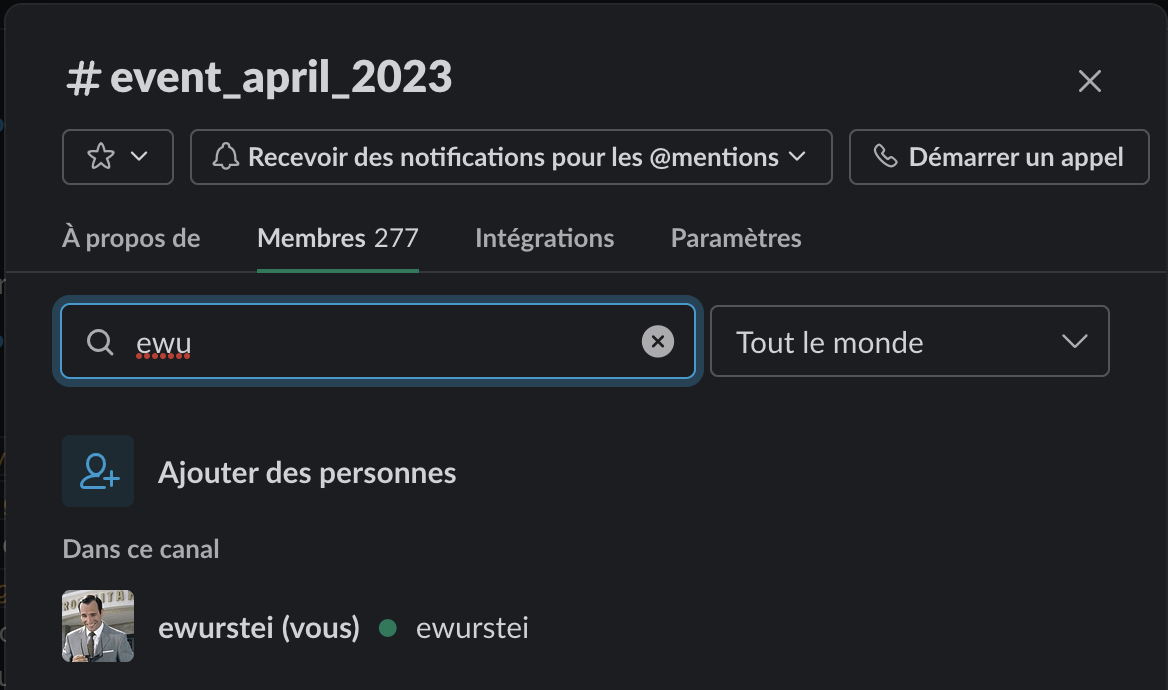 # event_april_2023
Recevoir des notifications pour les @mentions
Démarrer un appel
À propos de
Membres 277
Intégrations
Paramètres
ewu
Tout le monde
Ajouter des personnes
Dans ce canal
ewurstei (vous) ewurstei